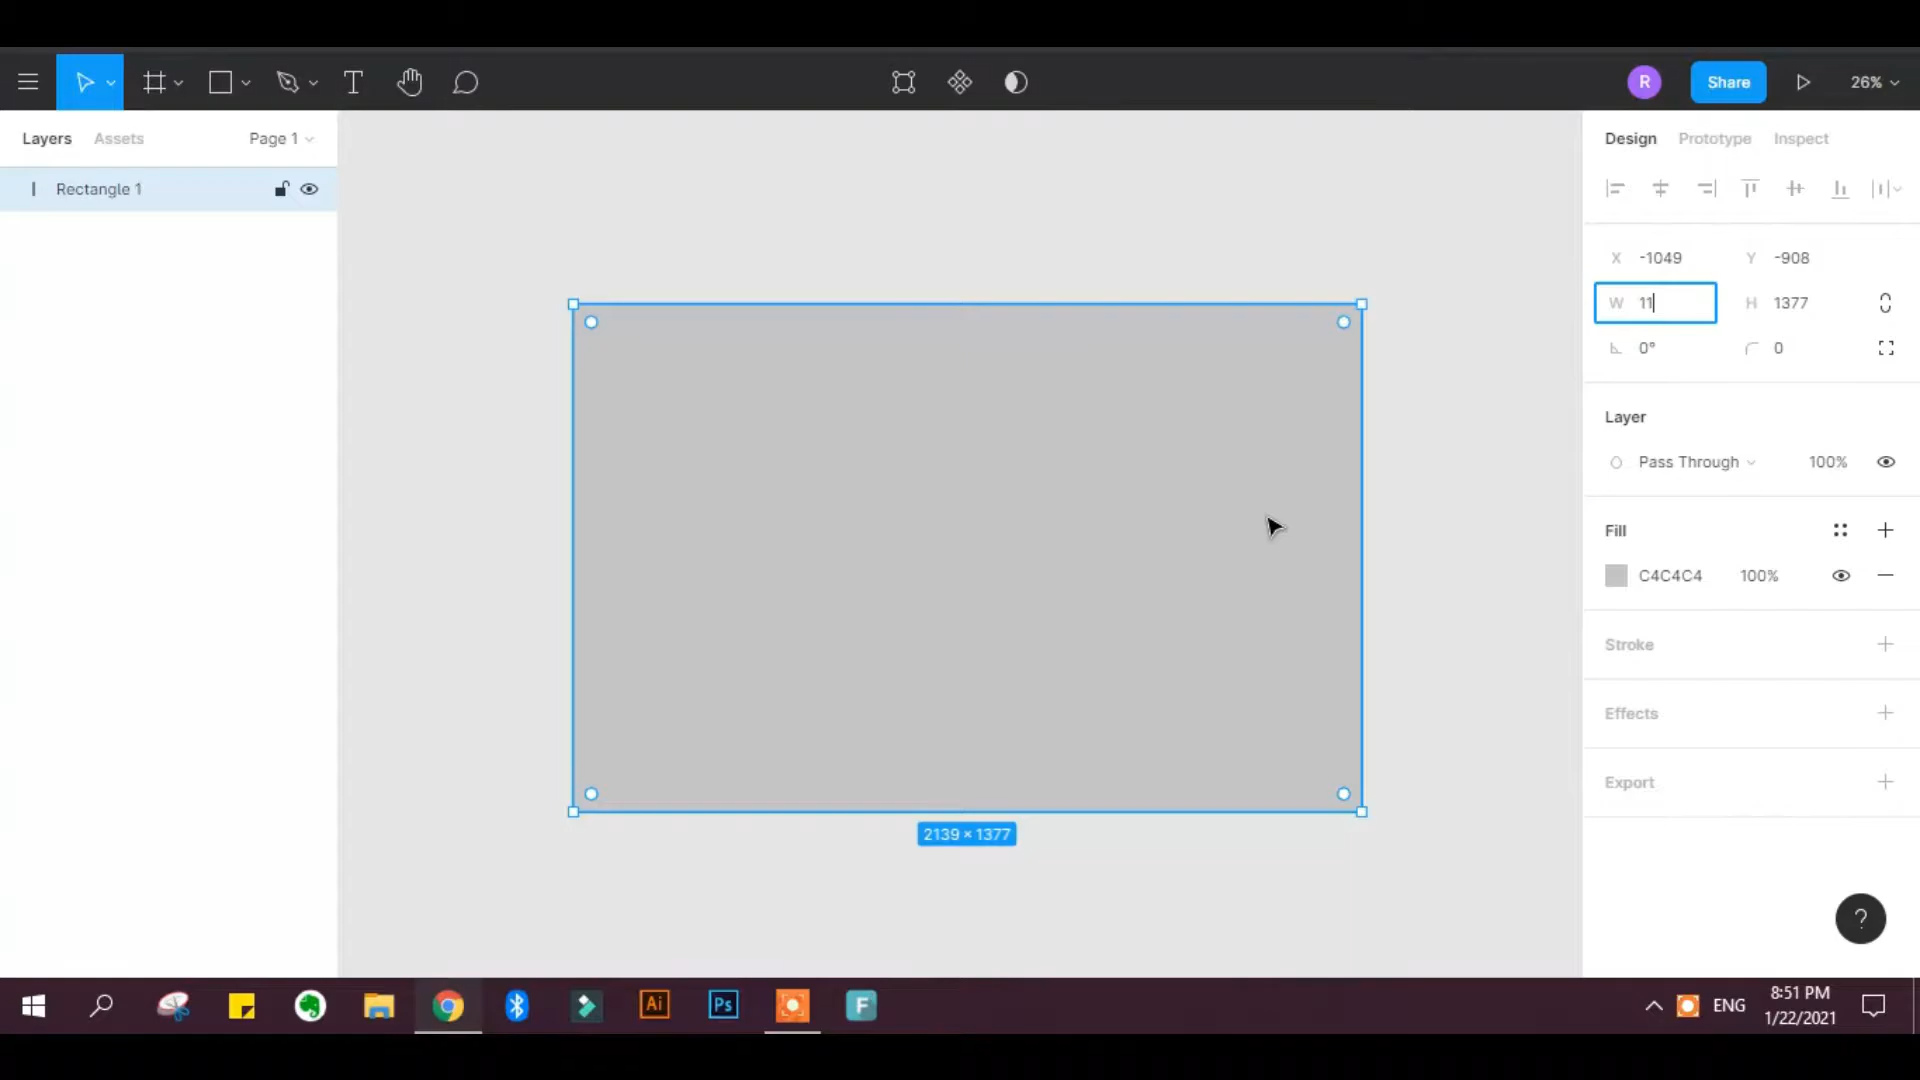 R
Share
26%
Layers
Assets
Page 1
Design
Prototype
Inspect
Rectangle 1
X -1049
Y -908
W 11
H 1377
0°
0
Layer
Pass Through
100%
Fill
C4C4C4
100%
Stroke
Effects
Export
2139 × 1377
?
Ai
Ps
F
ENG
8:51 PM
1/22/2021